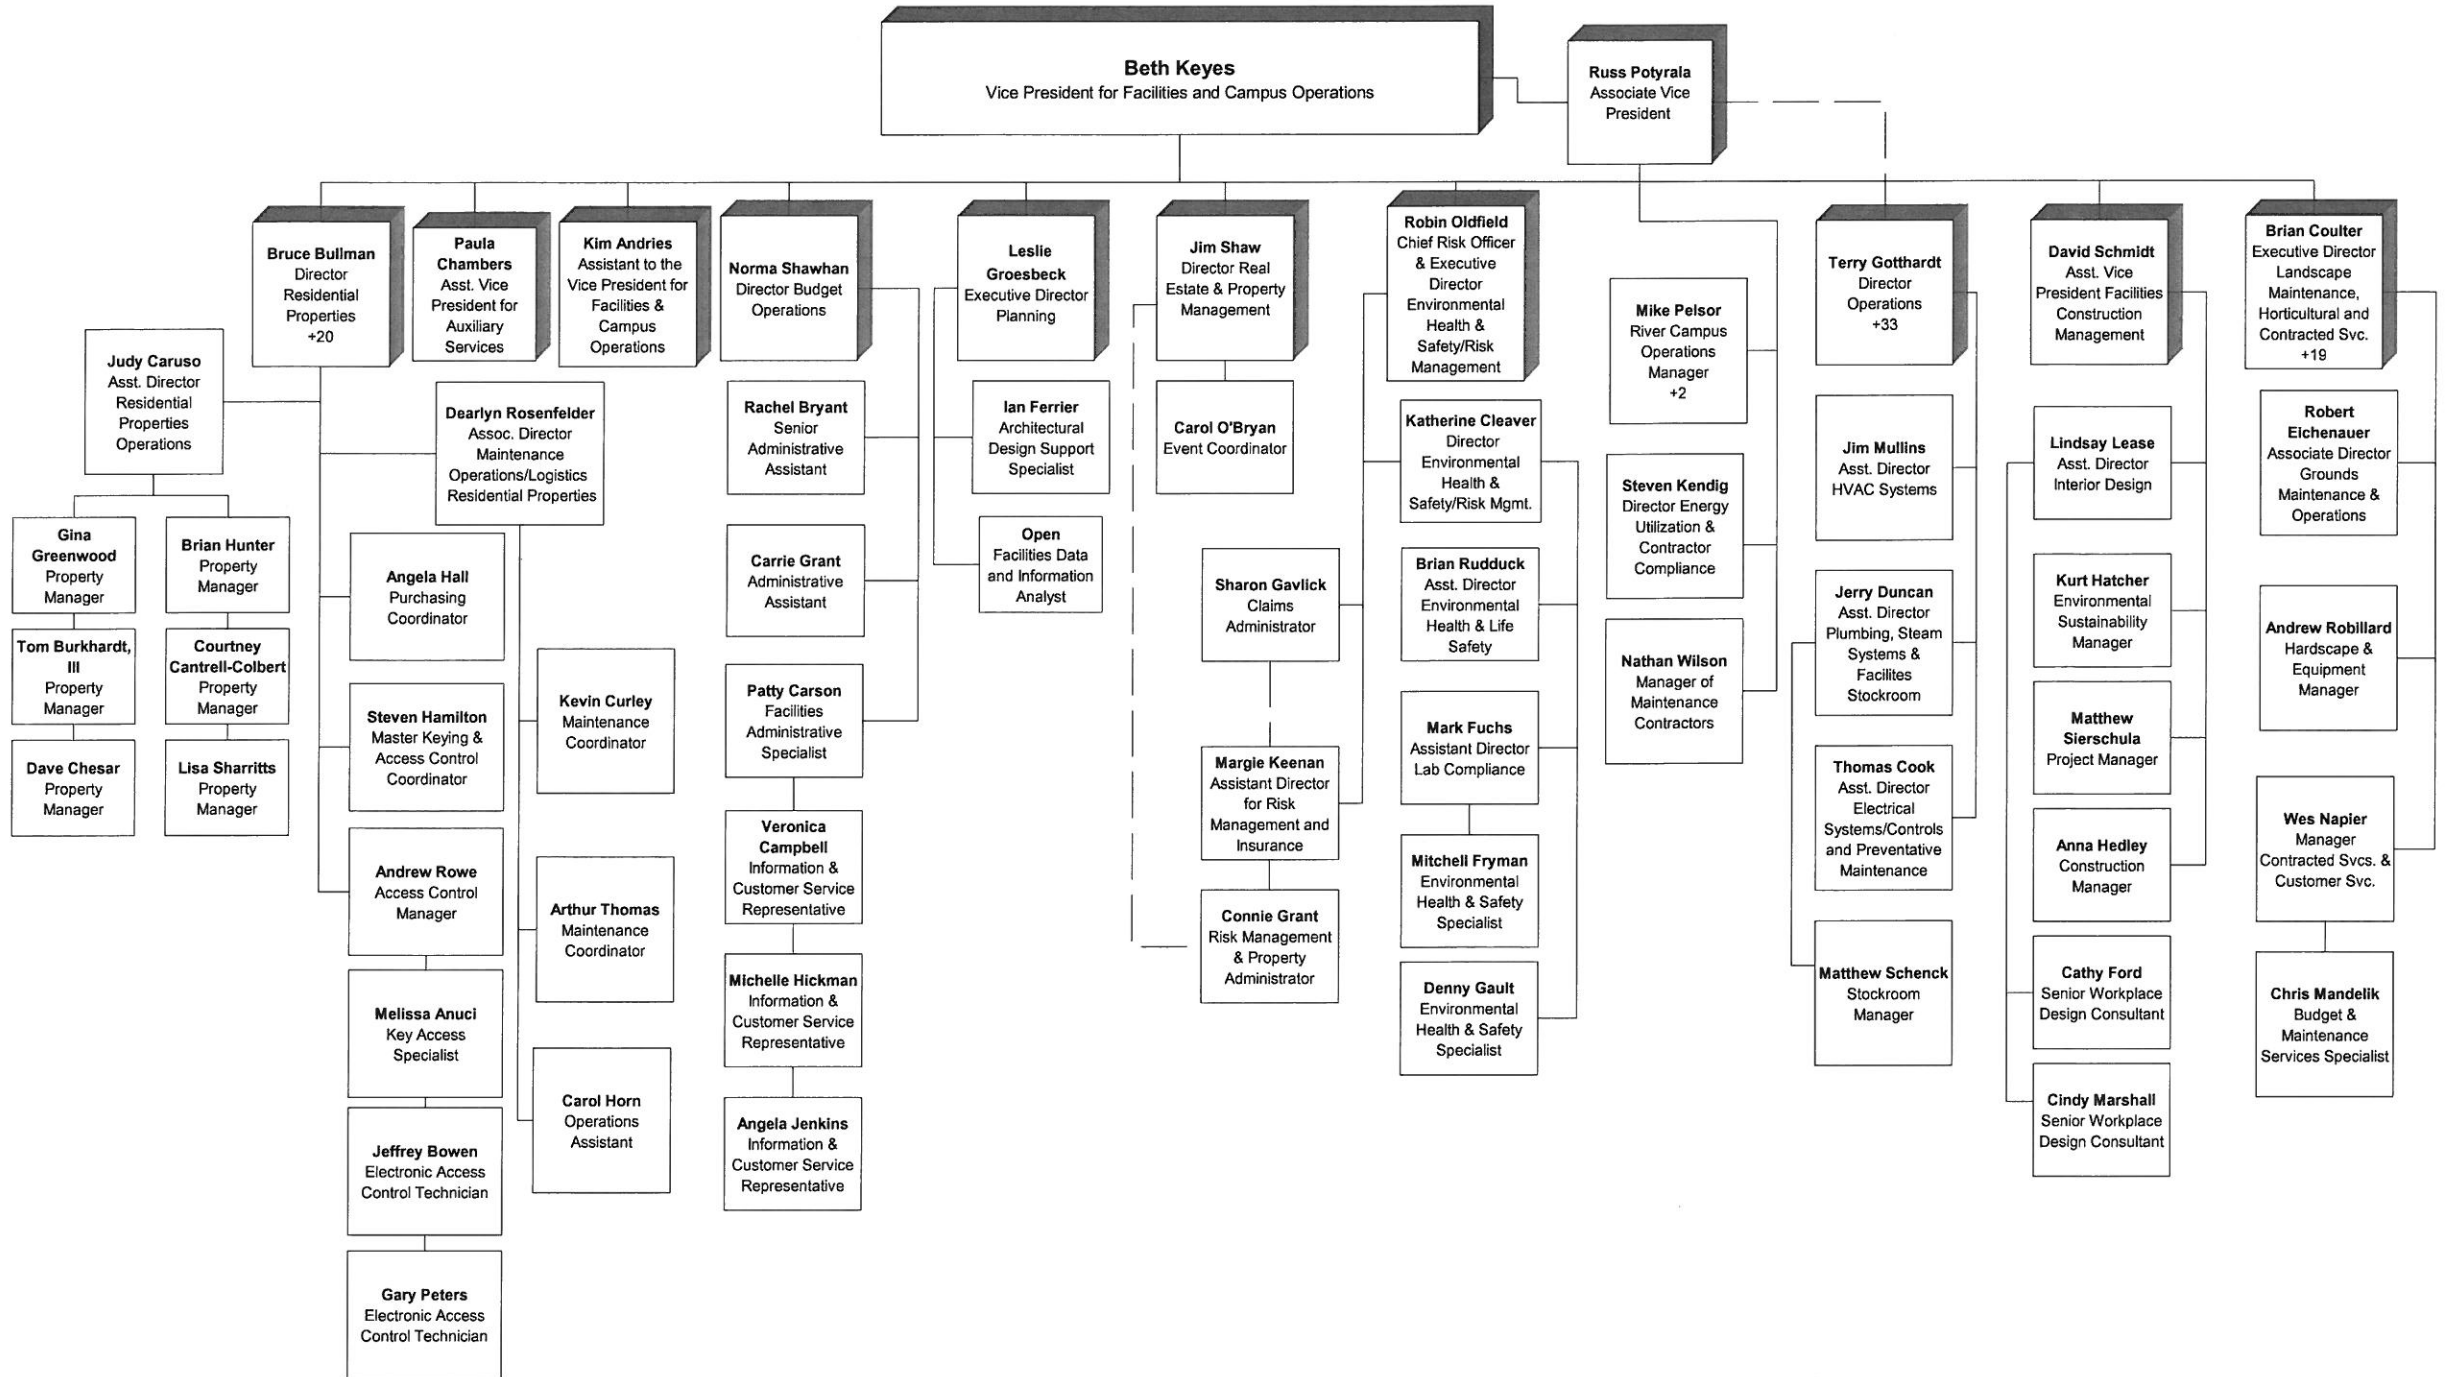 Beth Keyes
Vice President for Facilities and Campus Operations
Russ Potyrala
Associate Vice
President
Bruce Bullman
Director
Residential
Properties
+20
Paula
Chambers
Asst. Vice
President for
Auxiliary
Services
Kim Andries
Assistant to the
Vice President for
Facilities &
Campus
Operations
Norma Shawhan
Director Budget
Operations
Leslie
Groesbeck
Executive Director
Planning
Jim Shaw
Director Real
Estate & Property
Management
Robin Oldfield
Chief Risk Officer
& Executive
Director
Environmental
Health &
Safety/Risk
Management
Mike Pelsor
River Campus
Operations
Manager
+2
Terry Gotthardt
Director
Operations
+33
David Schmidt
Asst. Vice
President Facilities
Construction
Management
Brian Coulter
Executive Director
Landscape
Maintenance,
Horticultural and
Contracted Svc.
+19
Judy Caruso
Asst. Director
Residential
Properties
Operations
Dearlyn Rosenfelder
Assoc. Director
Maintenance
Operations/Logistics
Residential Properties
Gina
Greenwood
Property
Manager
Brian Hunter
Property
Manager
Tom Burkhardt,
III
Property
Manager
Courtney
Cantrell-Colbert
Property
Manager
Dave Chesar
Property
Manager
Lisa Sharritts
Property
Manager
Angela Hall
Purchasing
Coordinator
Steven Hamilton
Master Keying &
Access Control
Coordinator
Andrew Rowe
Access Control
Manager
Melissa Anuci
Key Access
Specialist
Jeffrey Bowen
Electronic Access
Control Technician
Gary Peters
Electronic Access
Control Technician
Kevin Curley
Maintenance
Coordinator
Arthur Thomas
Maintenance
Coordinator
Carol Horn
Operations
Assistant
Rachel Bryant
Senior
Administrative
Assistant
Carrie Grant
Administrative
Assistant
Patty Carson
Facilities
Administrative
Specialist
Veronica
Campbell
Information &
Customer Service
Representative
Michelle Hickman
Information &
Customer Service
Representative
Angela Jenkins
Information &
Customer Service
Representative
Ian Ferrier
Architectural
Design Support
Specialist
Open
Facilities Data
and Information
Analyst
Carol O'Bryan
Event Coordinator
Sharon Gavlick
Claims
Administrator
Margie Keenan
Assistant Director
for Risk
Management and
Insurance
Connie Grant
Risk Management
& Property
Administrator
Katherine Cleaver
Director
Environmental
Health &
Safety/Risk Mgmt.
Brian Rudduck
Asst. Director
Environmental
Health & Life
Safety
Mark Fuchs
Assistant Director
Lab Compliance
Mitchell Fryman
Environmental
Health & Safety
Specialist
Denny Gault
Environmental
Health & Safety
Specialist
Steven Kendig
Director Energy
Utilization &
Contractor
Compliance
Nathan Wilson
Manager of
Maintenance
Contractors
Jim Mullins
Asst. Director
HVAC Systems
Jerry Duncan
Asst. Director
Plumbing, Steam
Systems &
Facilites
Stockroom
Thomas Cook
Asst. Director
Electrical
Systems/Controls
and Preventative
Maintenance
Matthew Schenck
Stockroom
Manager
Lindsay Lease
Asst. Director
Interior Design
Kurt Hatcher
Environmental
Sustainability
Manager
Matthew
Sierschula
Project Manager
Anna Hedley
Construction
Manager
Cathy Ford
Senior Workplace
Design Consultant
Cindy Marshall
Senior Workplace
Design Consultant
Robert
Eichenauer
Associate Director
Grounds
Maintenance &
Operations
Andrew Robillard
Hardscape &
Equipment
Manager
Wes Napier
Manager
Contracted Svcs. &
Customer Svc.
Chris Mandelik
Budget &
Maintenance
Services Specialist